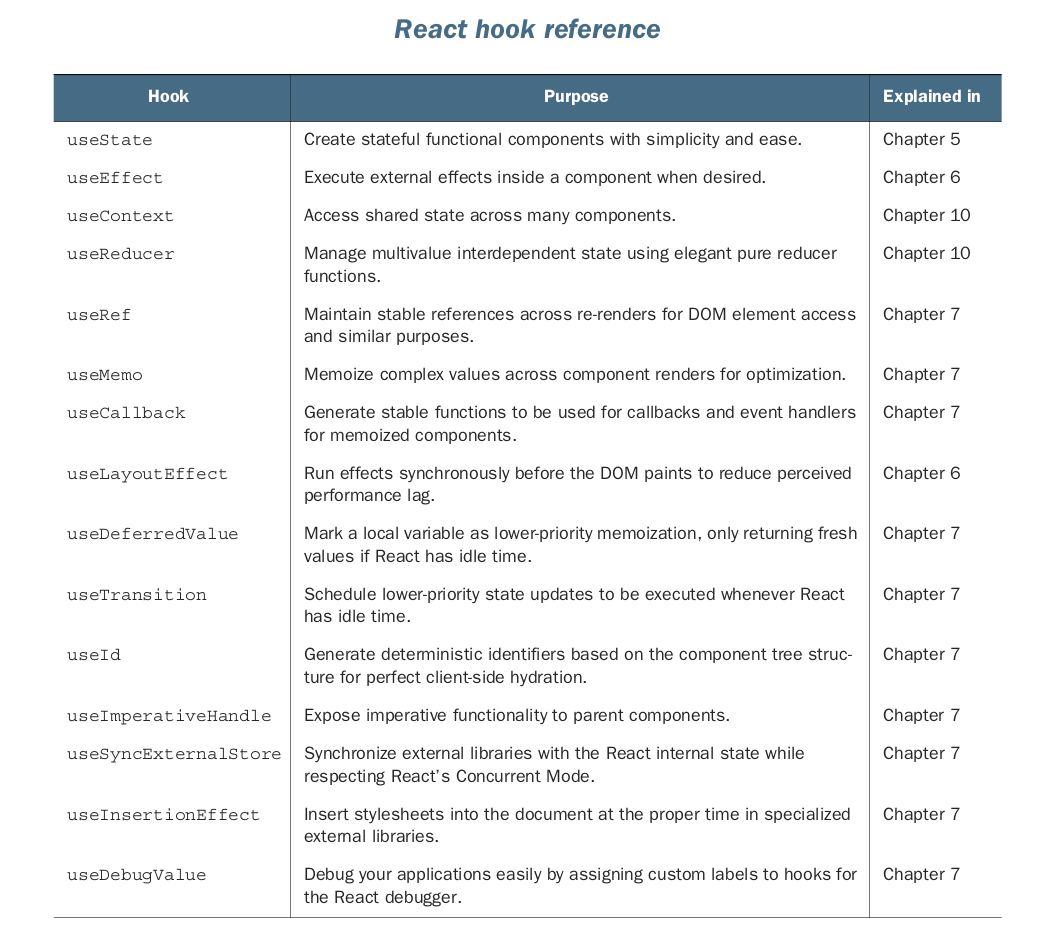 React hook reference
Hook Purpose Explained in
useState Create stateful functional components with simplicity and ease. Chapter 5
useEffect Execute external effects inside a component when desired. Chapter 6
useContext Access shared state across many components. Chapter 10
useReducer Manage multivalue interdependent state using elegant pure reducer Chapter 10
functions.
useRef Maintain stable references across re-renders for DOM element access Chapter 7
and similar purposes.
useMemo Memoize complex values across component renders for optimization. Chapter 7
useCallback Generate stable functions to be used for callbacks and event handlers Chapter 7
for memoized components.
useLayoutEffect Run effects synchronously before the DOM paints to reduce perceived Chapter 6
performance lag.
useDeferredValue Mark a local variable as lower-priority memoization, only returning fresh Chapter 7
values if React has idle time.
useTransition Schedule lower-priority state updates to be executed whenever React Chapter 7
has idle time.
useId Generate deterministic identifiers based on the component tree struc- Chapter 7
ture for perfect client-side hydration.
useImperativeHandle Expose imperative functionality to parent components. Chapter 7
useSyncExternalStore Synchronize external libraries with the React internal state while Chapter 7
respecting React's Concurrent Mode.
useInsertionEffect Insert stylesheets into the document at the proper time in specialized Chapter 7
external libraries.
useDebugValue Debug your applications easily by assigning custom labels to hooks for Chapter 7
the React debugger.